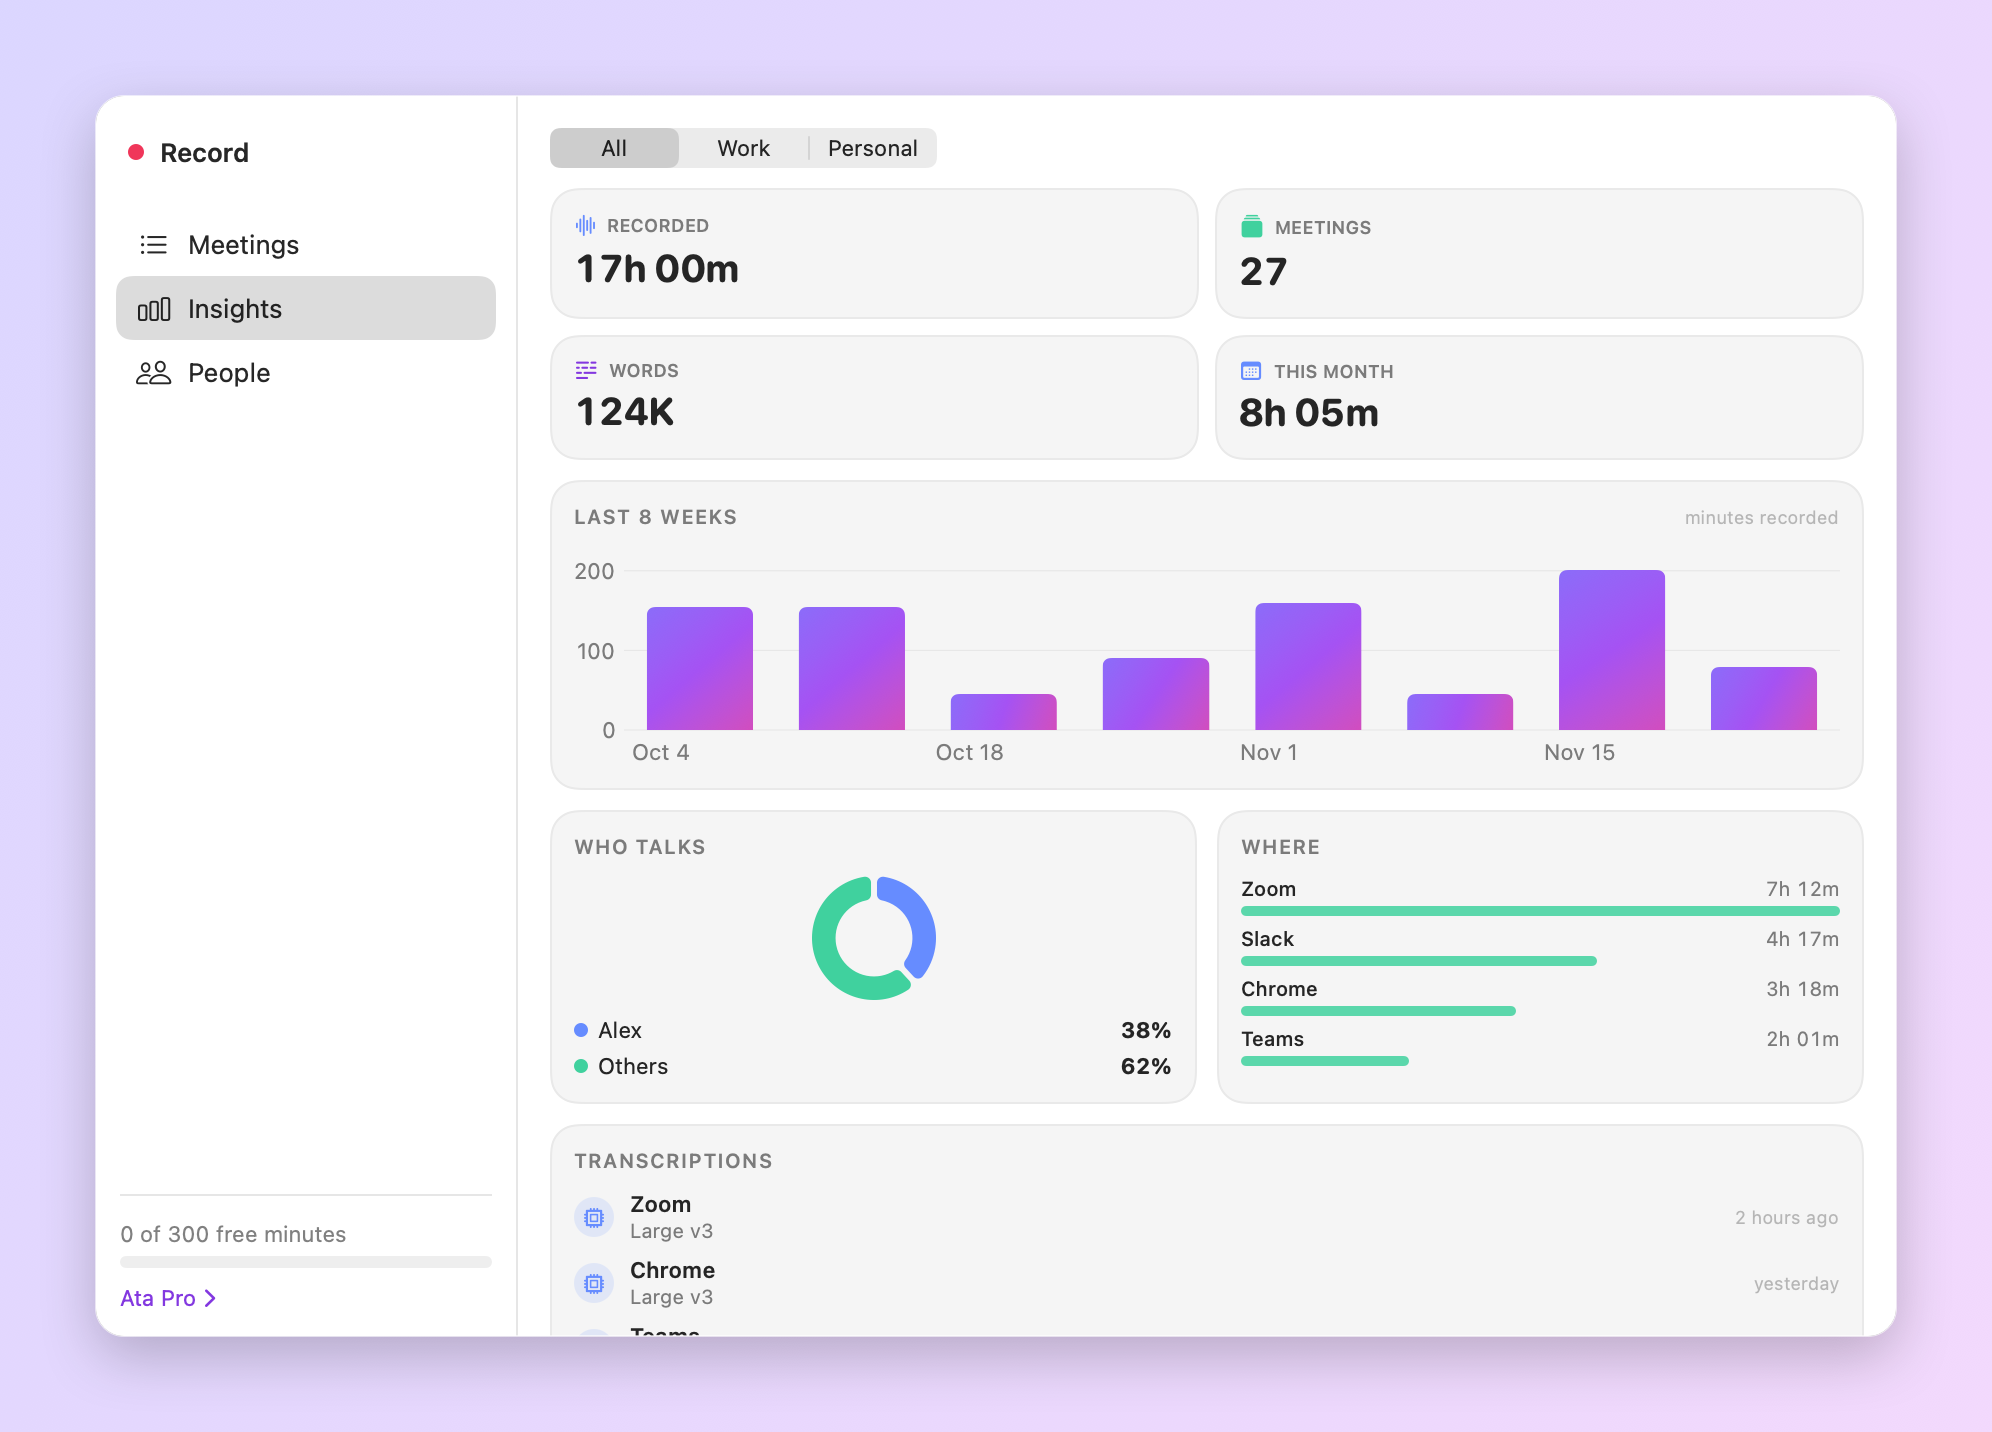 Record
Meetings
Insights
People
0 of 300 free minutes
Ata Pro
All Work Personal
RECORDED
17h 00m
MEETINGS
27
WORDS
124K
THIS MONTH
8h 05m
LAST 8 WEEKS minutes recorded
200
100
0
Oct 4 Oct 18 Nov 1 Nov 15
WHO TALKS
Alex 38%
Others 62%
WHERE
Zoom 7h 12m
Slack 4h 17m
Chrome 3h 18m
Teams 2h 01m
TRANSCRIPTIONS
Zoom
Large v3 2 hours ago
Chrome
Large v3 yesterday
Teams